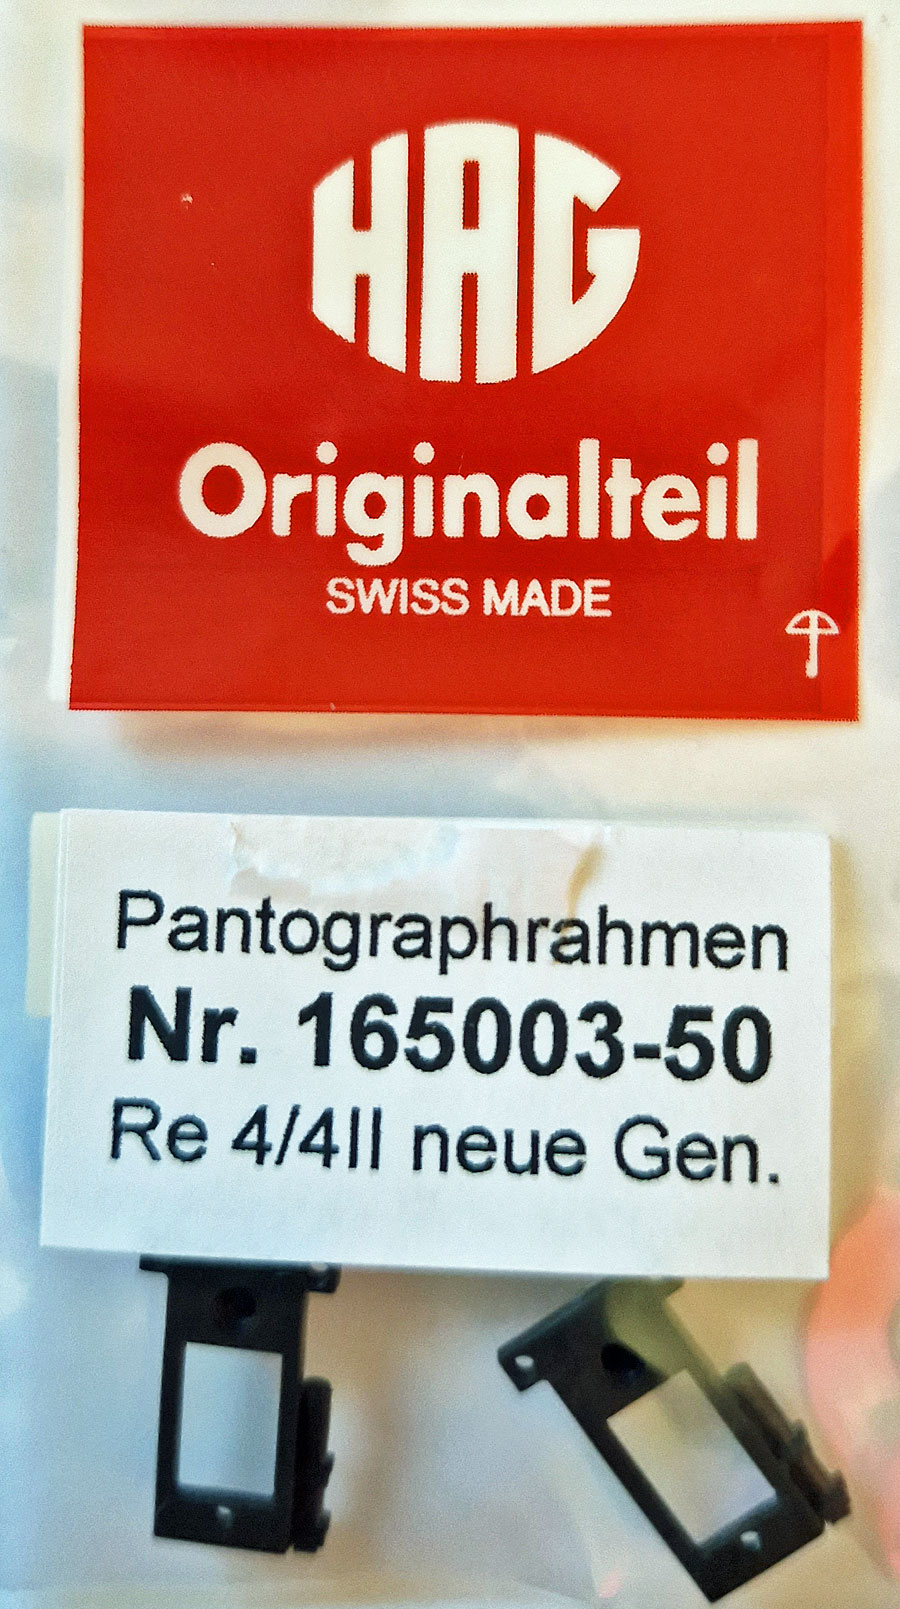 HAG
Originalteil
SWISS MADE
Pantographrahmen
Nr. 165003-50
Re 4/4II neue Gen.